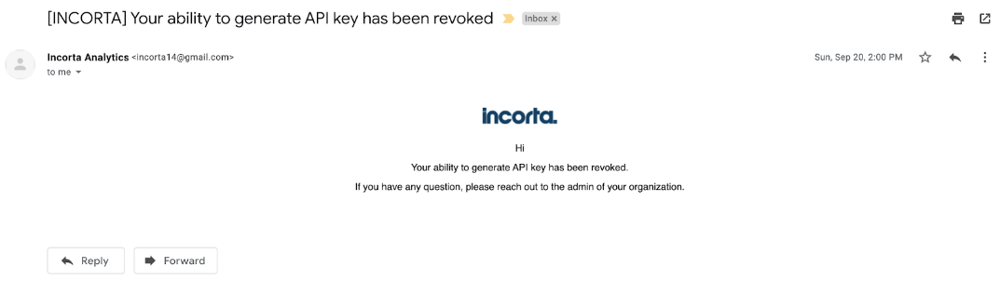 [INCORTA] Your ability to generate API key has been revoked Inbox x
Incorta Analytics <incorta14@gmail.com> Sun, Sep 20, 2:00 PM
to me
incorta.
Hi
Your ability to generate API key has been revoked.
If you have any question, please reach out to the admin of your organization.
Reply Forward